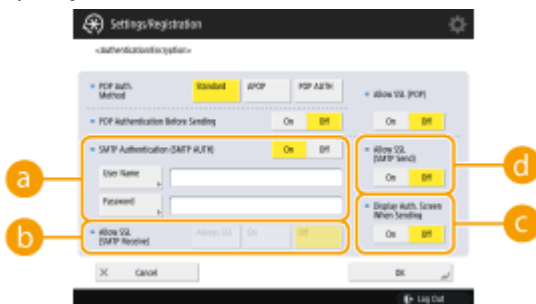 Settings/Registration
<Authentication/Encryption>
POP Auth. Method
Standard APOP POP AUTH
Allow SSL (POP)
POP Authentication Before Sending
On Off
On Off
SMTP Authentication (SMTP AUTH)
On Off
Allow SSL (SMTP Send)
User Name
On Off
Password
Display Auth. Screen When Sending
Allow SSL (SMTP Receive)
Always SSL On Off
On Off
Cancel
OK
Log Out
a
b
c
d